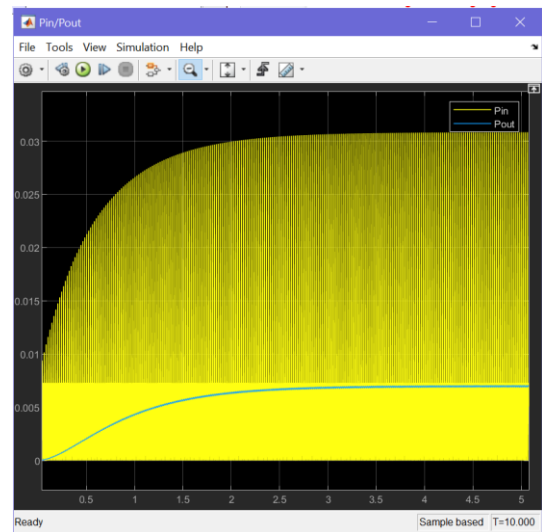 Pin/Pout
File Tools View Simulation Help
Pin
Pout
0.03
0.025
0.02
0.015
0.01
0.005
0
0.5 1 1.5 2 2.5 3 3.5 4 4.5 5
Ready Sample based T=10.000